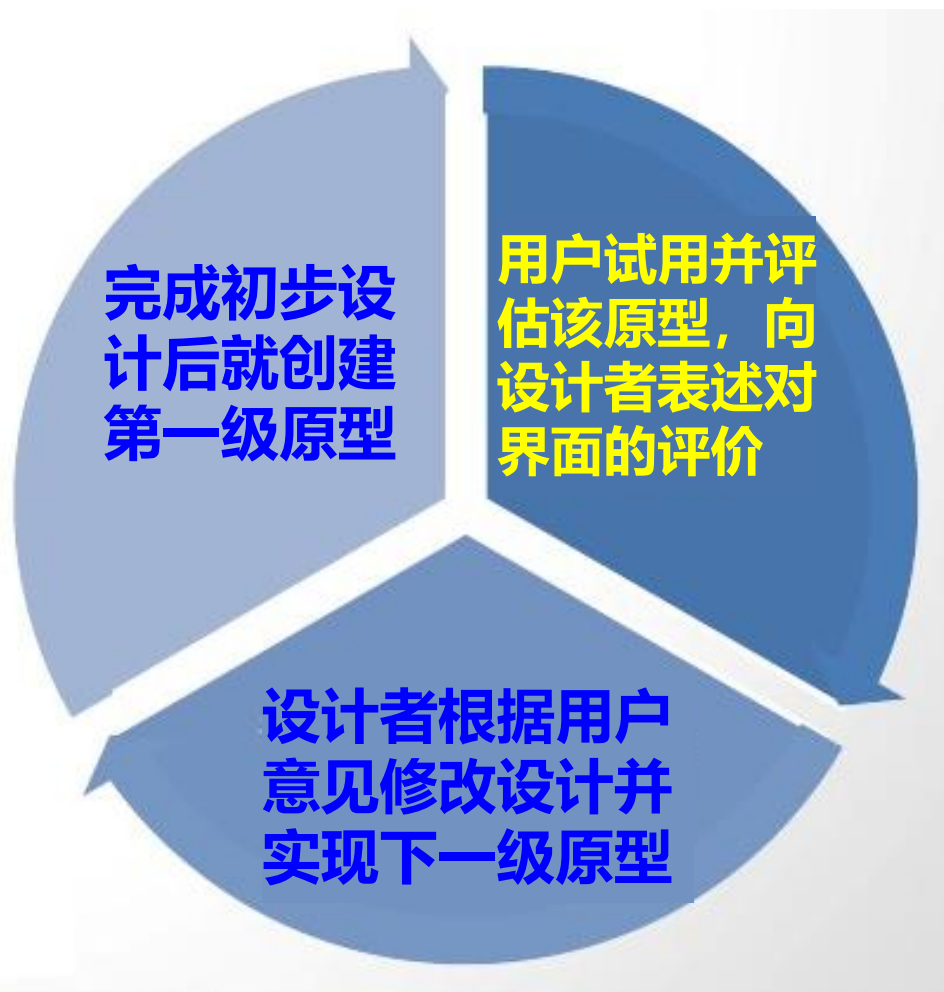 完成初步设
计后就创建
第一级原型
用户试用并评
估该原型，向
设计者表述对
界面的评价
设计者根据用户
意见修改设计并
实现下一级原型